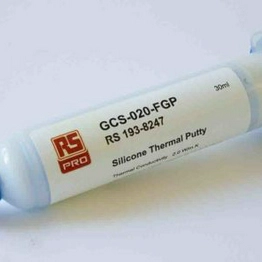 GCS-020-FGP
RS 193-8247
30ml
RS
PRO
Silicone Thermal Putty
Thermal Conductivity